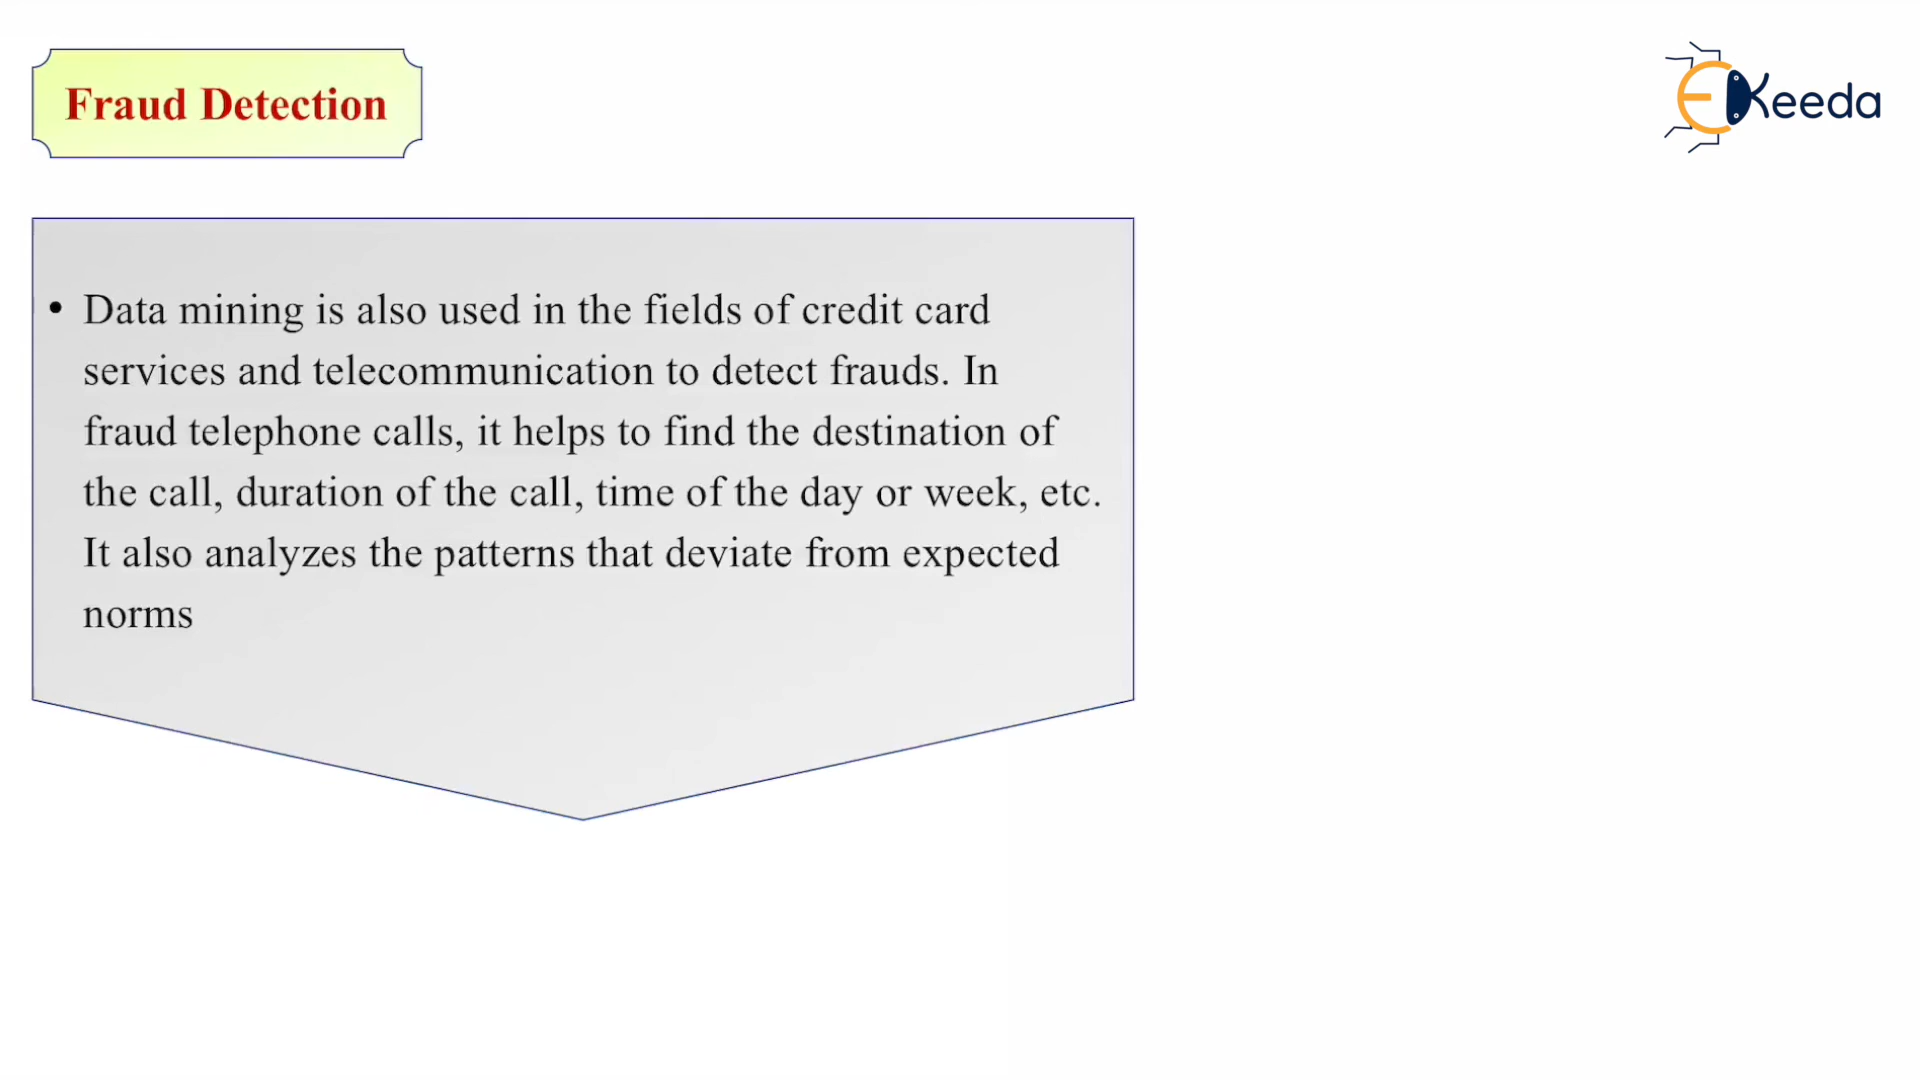 Fraud Detection
EKeeda
• Data mining is also used in the fields of credit card
services and telecommunication to detect frauds. In
fraud telephone calls, it helps to find the destination of
the call, duration of the call, time of the day or week, etc.
It also analyzes the patterns that deviate from expected
norms